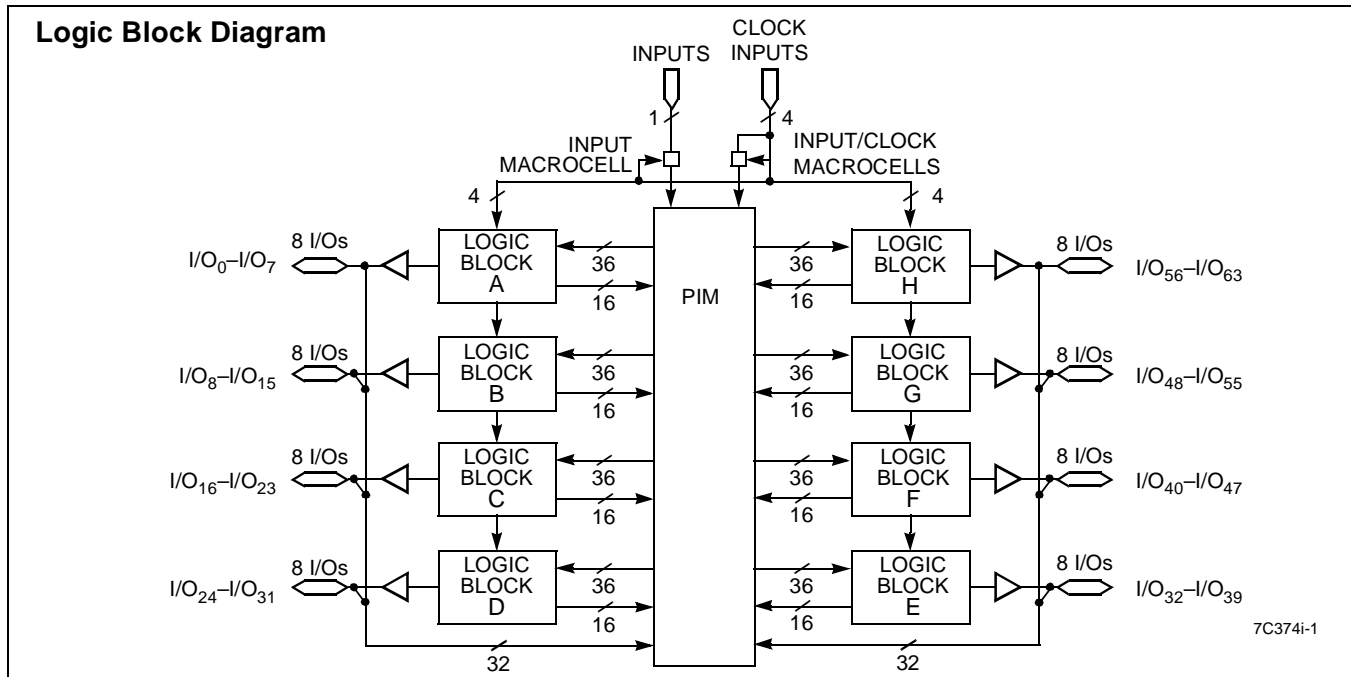 Logic Block Diagram
INPUTS
CLOCK
INPUTS
1
4
INPUT
MACROCELL
INPUT/CLOCK
MACROCELLS
4
4
I/O0–I/O7
8 I/Os
LOGIC
BLOCK
A
36
16
PIM
36
16
LOGIC
BLOCK
H
8 I/Os
I/O56–I/O63
I/O8–I/O15
8 I/Os
LOGIC
BLOCK
B
36
16
36
16
LOGIC
BLOCK
G
8 I/Os
I/O48–I/O55
I/O16–I/O23
8 I/Os
LOGIC
BLOCK
C
36
16
36
16
LOGIC
BLOCK
F
8 I/Os
I/O40–I/O47
I/O24–I/O31
8 I/Os
LOGIC
BLOCK
D
36
16
36
16
LOGIC
BLOCK
E
8 I/Os
I/O32–I/O39
32
32
7C374i-1